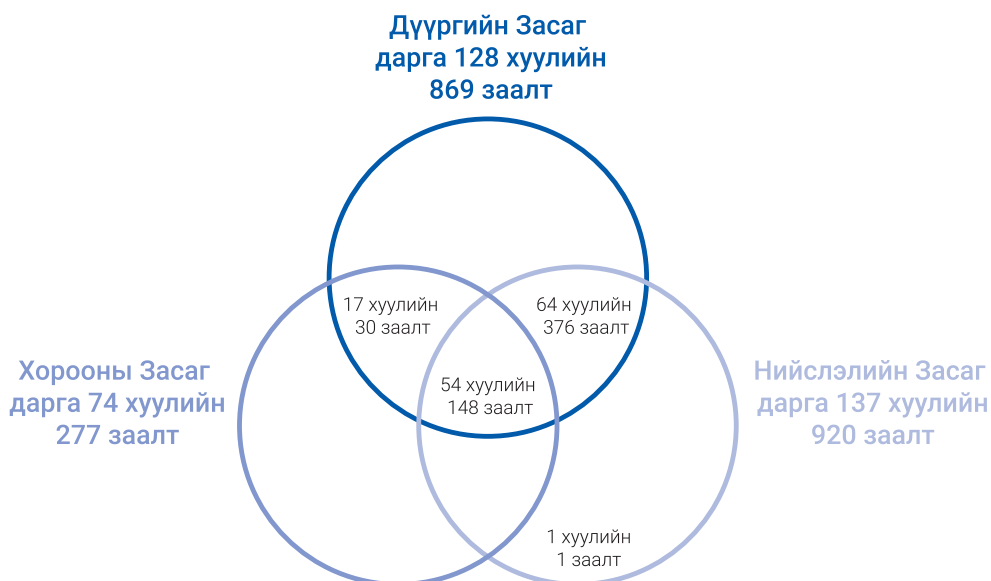 Дүүргийн Засаг
дарга 128 хуулийн
869 заалт
17 хуулийн
30 заалт
64 хуулийн
376 заалт
Хорооны Засаг
дарга 74 хуулийн
277 заалт
54 хуулийн
148 заалт
Нийслэлийн Засаг
дарга 137 хуулийн
920 заалт
1 хуулийн
1 заалт